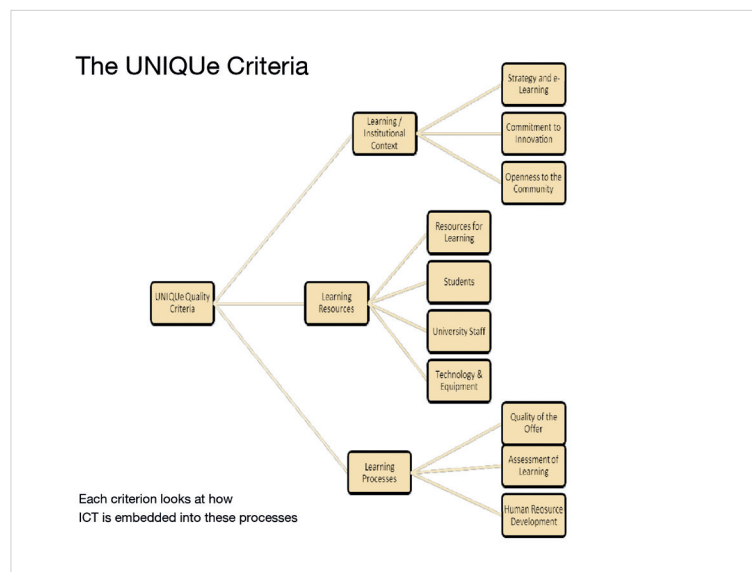 The UNIQUe Criteria
Strategy and e-
Learning
Learning /
Institutional
Context
Commitment to
Innovation
Openness to the
Community
Resources for
Learning
Students
UNIQUe Quality
Criteria
Learning
Resources
University Staff
Technology &
Equipment
Quality of the
Offer
Learning
Processes
Assessment of
Learning
Human Reosurce
Development
Each criterion looks at how
ICT is embedded into these processes